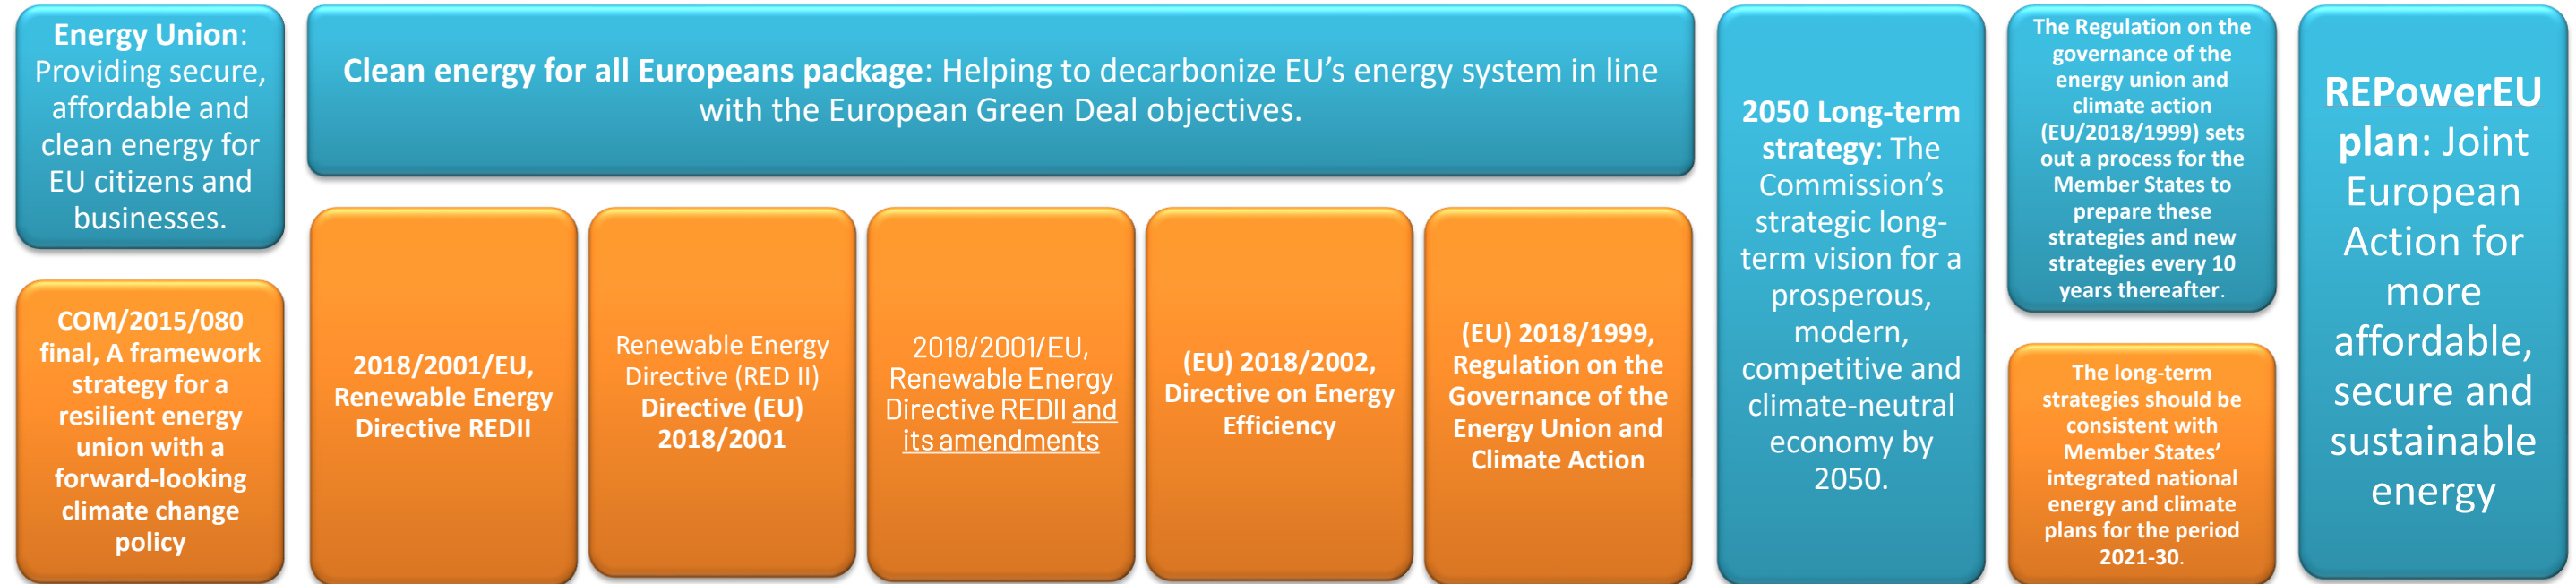 Energy Union:
Providing secure,
affordable and
clean energy for
EU citizens and
businesses.
COM/2015/080
final, A framework
strategy for a
resilient energy
union with a
forward-looking
climate change
policy
Clean energy for all Europeans package: Helping to decarbonize EU’s energy system in line
with the European Green Deal objectives.
2018/2001/EU,
Renewable Energy
Directive REDII
Renewable Energy
Directive (RED II)
Directive (EU)
2018/2001
2018/2001/EU,
Renewable Energy
Directive REDII and
its amendments
(EU) 2018/2002,
Directive on Energy
Efficiency
(EU) 2018/1999,
Regulation on the
Governance of the
Energy Union and
Climate Action
2050 Long-term
strategy: The
Commission’s
strategic long-
term vision for a
prosperous,
modern,
competitive and
climate-neutral
economy by
2050.
The Regulation on the
governance of the
energy union and
climate action
(EU/2018/1999) sets
out a process for the
Member States to
prepare these
strategies and new
strategies every 10
years thereafter.
The long-term
strategies should be
consistent with
Member States’
integrated national
energy and climate
plans for the period
2021-30.
REPowerEU
plan: Joint
European
Action for
more
affordable,
secure and
sustainable
energy